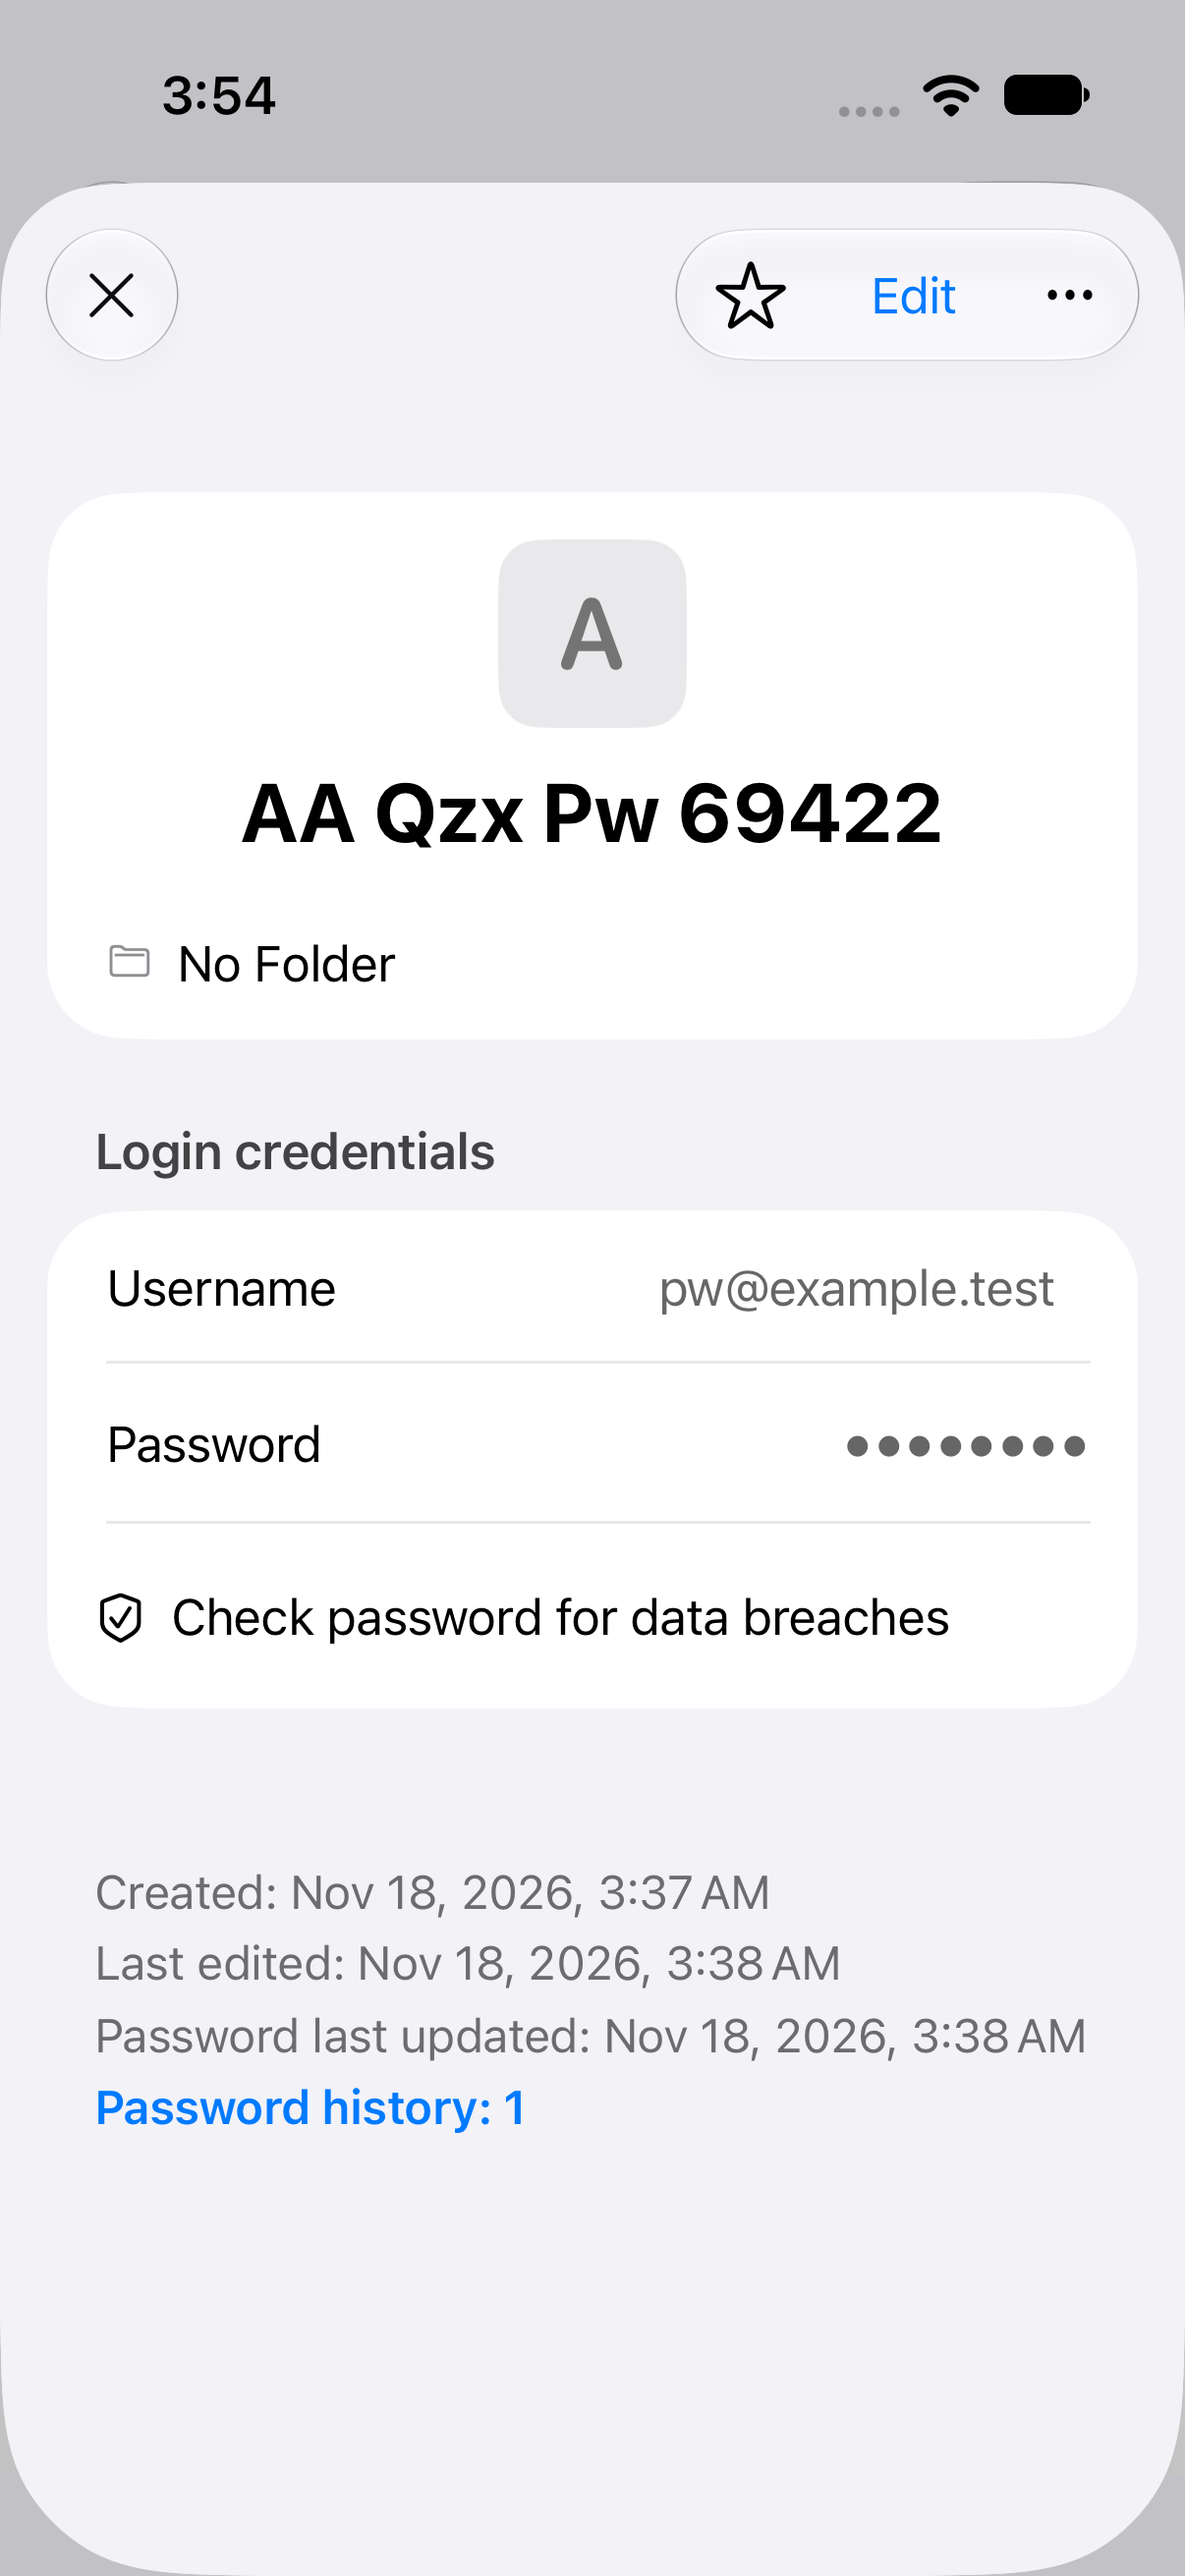 3:54
Edit
A
AA Qzx Pw 69422
No Folder
Login credentials
Username pw@example.test
Password ••••••••
Check password for data breaches
Created: Nov 18, 2026, 3:37 AM
Last edited: Nov 18, 2026, 3:38 AM
Password last updated: Nov 18, 2026, 3:38 AM
Password history: 1